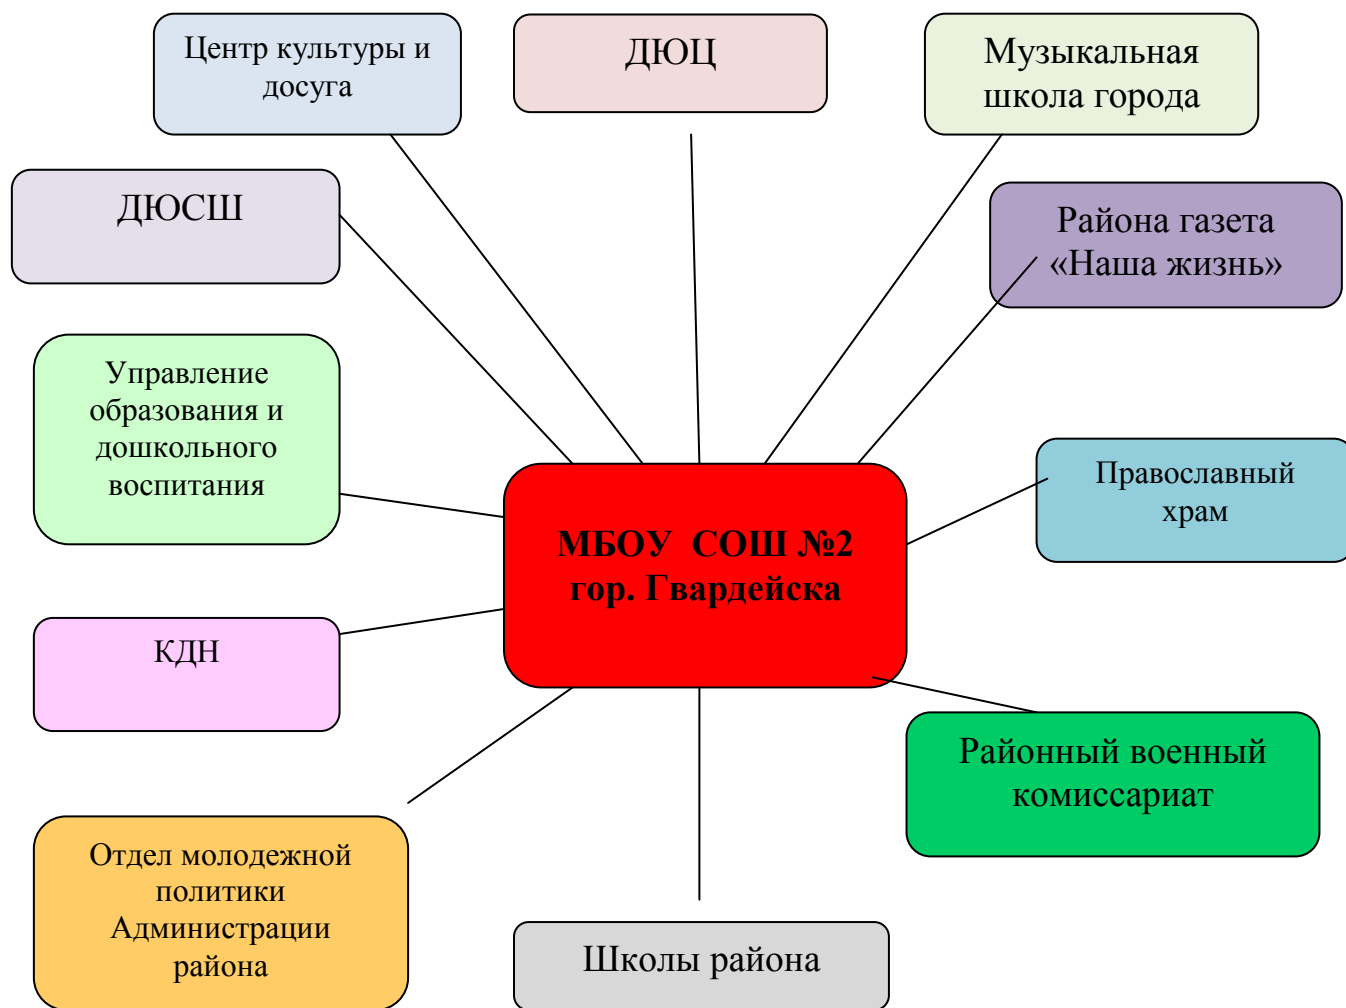 Центр культуры и
досуга
ДЮЦ
Музыкальная
школа города
ДЮСШ
Района газета
«Наша жизнь»
Управление
образования и
дошкольного
воспитания
Православный
храм
МБОУ СОШ №2
гор. Гвардейска
КДН
Районный военный
комиссариат
Отдел молодежной
политики
Администрации
района
Школы района